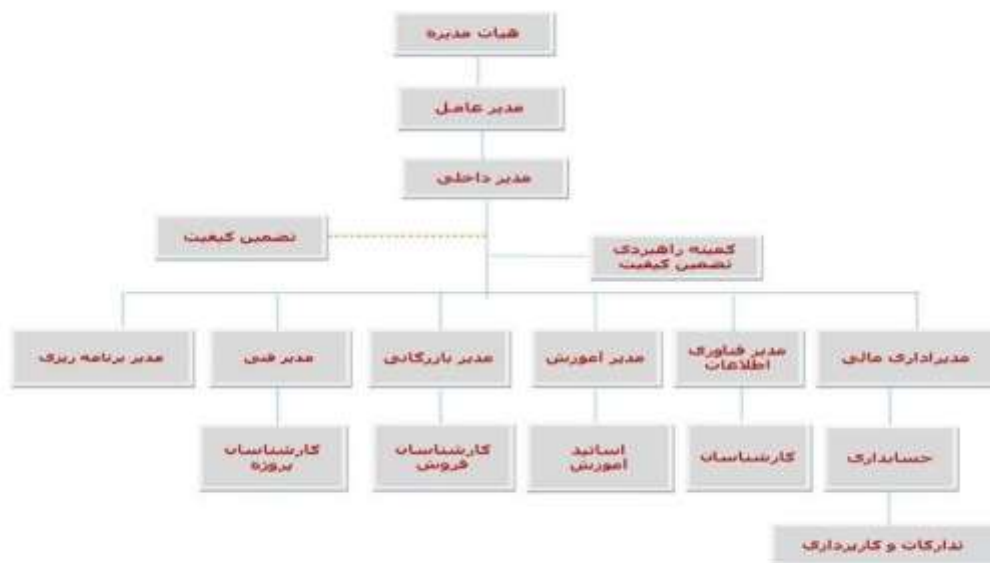 هیات مدیره
مدیر عامل
مدیر داخلی
تضمین کیفیت
کمیته راهبردی
تضمین کیفیت
مدیراداری مالی
مدیر فناوری
اطلاعات
مدیر آموزش
مدیر بازرگانی
مدیر فنی
مدیر برنامه ریزی
حسابداری
کارشناسان
اساتید
آموزش
کارشناسان
فروش
کارشناسان
پروژه
تدارکات و کاربردازی